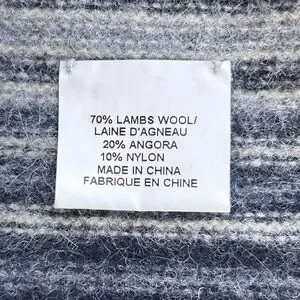 70% LAMBS WOOL/
LAINE D'AGNEAU
20% ANGORA
10% NYLON
MADE IN CHINA
FABRIQUE EN CHINE